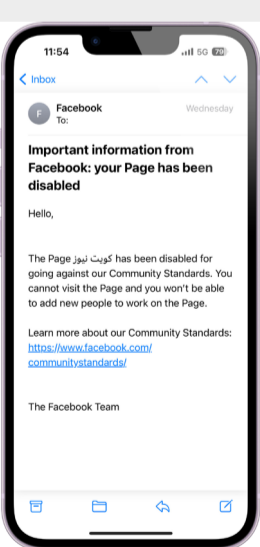 11:54
5G 79
Inbox
F
Facebook
Wednesday
To:
Important information from
Facebook: your Page has been
disabled
Hello,
The Page كويت نيوز has been disabled for
going against our Community Standards. You
cannot visit the Page and you won't be able
to add new people to work on the Page.
Learn more about our Community Standards:
https://www.facebook.com/
communitystandards/
The Facebook Team